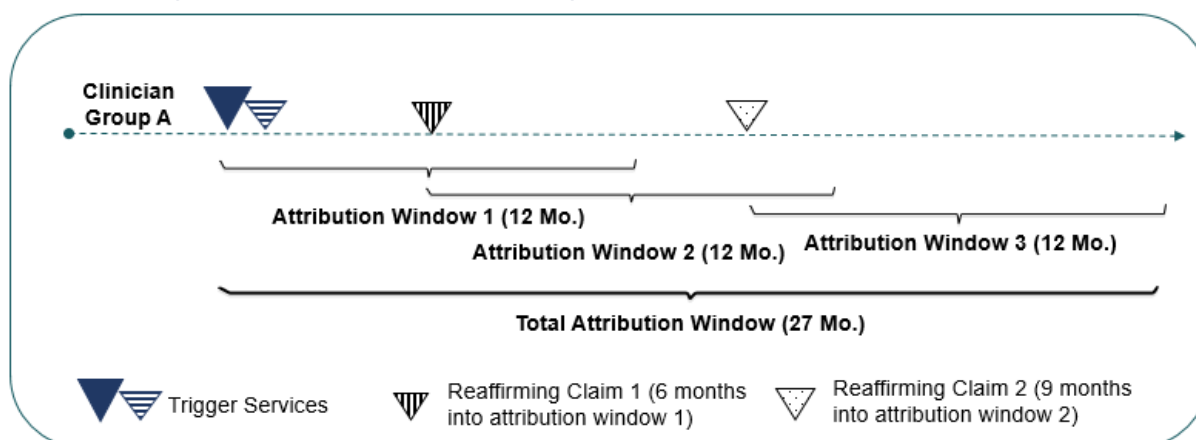 Clinician
Group A
Attribution Window 1 (12 Mo.)
Attribution Window 2 (12 Mo.)
Attribution Window 3 (12 Mo.)
Total Attribution Window (27 Mo.)
Trigger Services
Reaffirming Claim 1 (6 months
into attribution window 1)
Reaffirming Claim 2 (9 months
into attribution window 2)